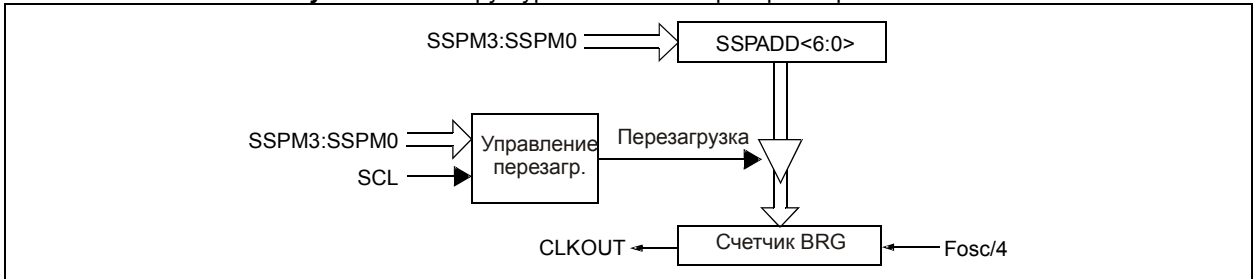 SSPM3:SSPM0
SSPADD<6:0>
SSPM3:SSPM0
SCL
Управление
перезагр.
Перезагрузка
CLKOUT
Счетчик BRG
Fosc/4